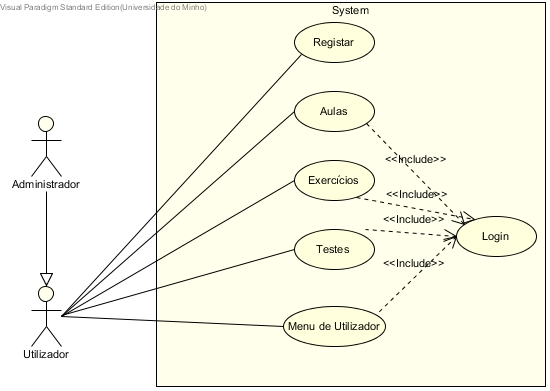 Visual Paradigm Standard Edition(Universidade do Minho)
System
Registar
Aulas
<<Include>>
Administrador
Exercícios
<<Include>>
<<Include>>
Login
Testes
<<Include>>
Menu de Utilizador
Utilizador